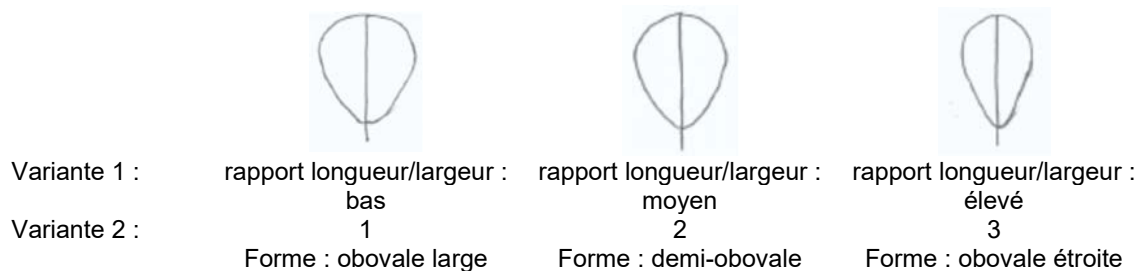 Variante 1 : rapport longueur/largeur : rapport longueur/largeur : rapport longueur/largeur :
bas moyen élevé
Variante 2 : 1 2 3
Forme : obovale large Forme : demi-obovale Forme : obovale étroite